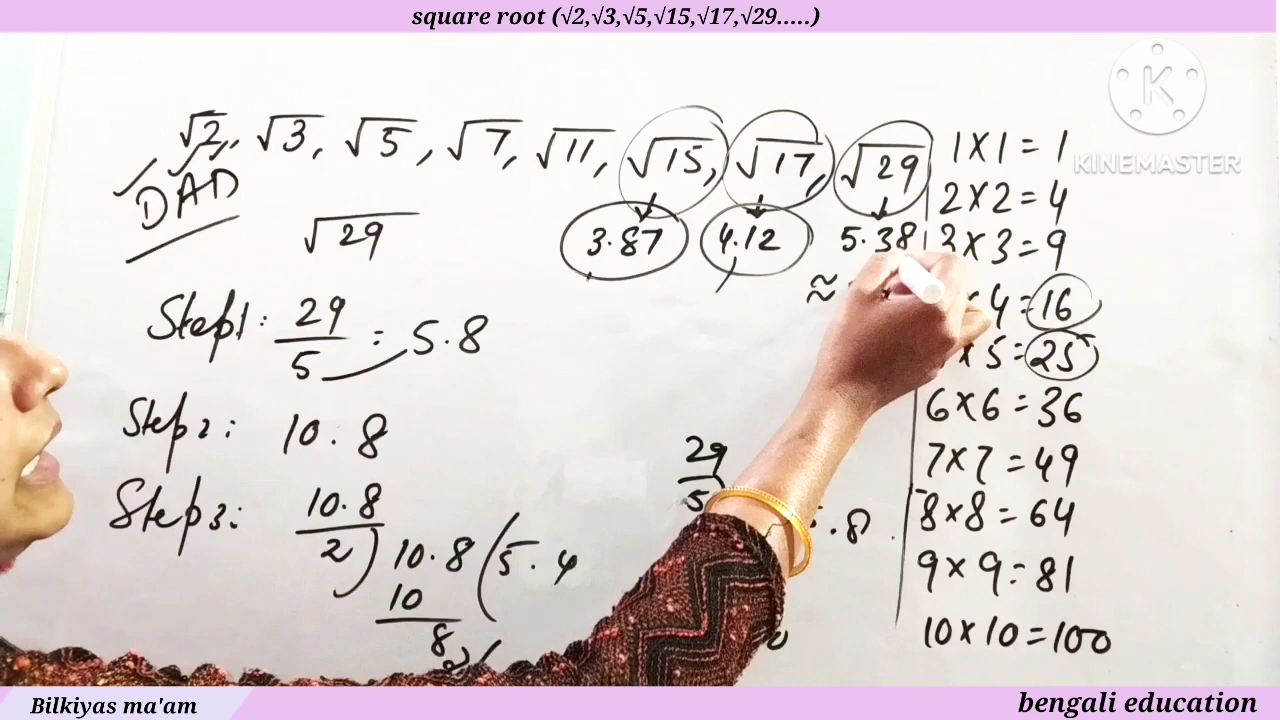 square root (√2,√3,√5,√15,√17,√29.....)
√2, √3, √5, √7, √11, √15, √17, √29
DAD
√29
3.87 4.12 5.38
≈
Step1: 29/5 = 5.8
Step2: 10.8
Step3: 10.8/2
2)10.8(5.4
10
8
29
5
.8
1×1=1
2×2=4
3×3=9
4=16
×5=25
6×6=36
7×7=49
8×8=64
9×9=81
10×10=100
KINEMASTER
K
Bilkiyas ma'am
bengali education